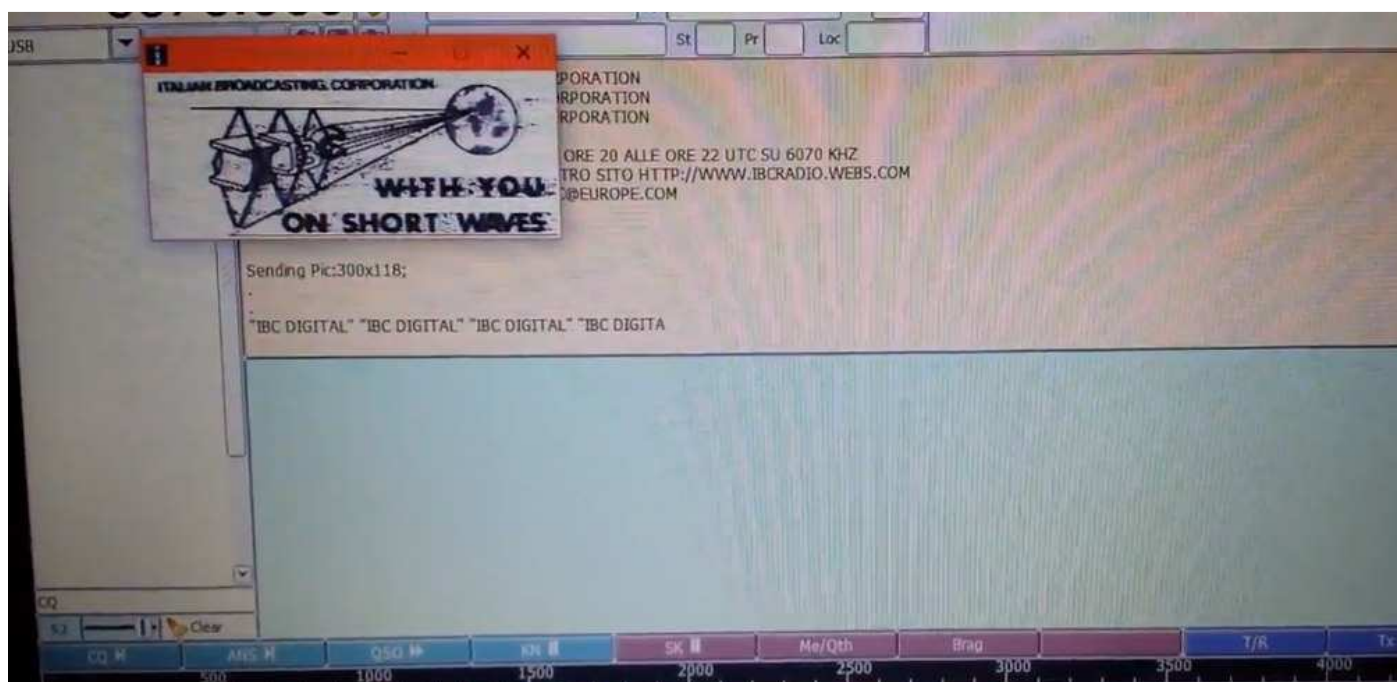 USB
St
Pr
Loc
ITALIAN BROADCASTING CORPORATION
WITH YOU
ON SHORT WAVES
PORATION
RPORATION
RPORATION
ORE 20 ALLE ORE 22 UTC SU 6070 KHZ
TRO SITO HTTP://WWW.IBCRADIO.WEBS.COM
@EUROPE.COM
Sending Pic:300x118;
.
.
"IBC DIGITAL" "IBC DIGITAL" "IBC DIGITAL" "IBC DIGITA
CQ
Clear
CQ ANS QSO KN SK Me/Qth Brag T/R Tx
500 1000 1500 2000 2500 3000 3500 4000